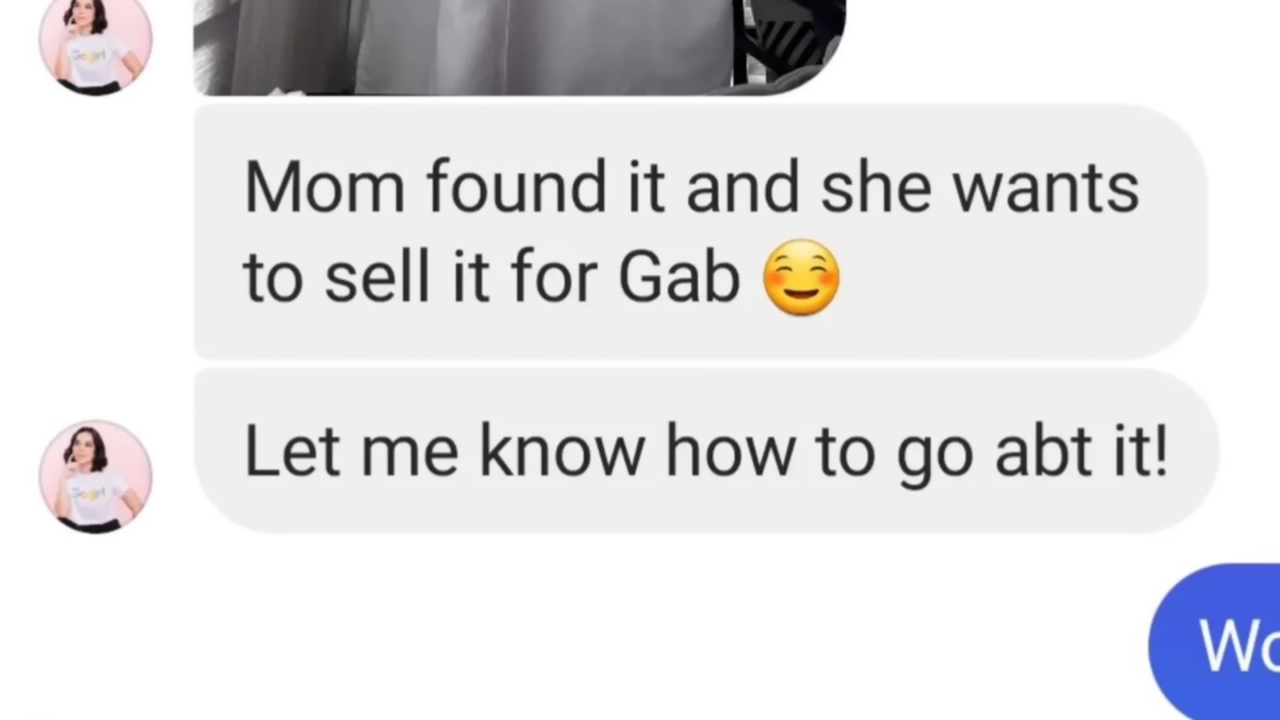 Mom found it and she wants
to sell it for Gab ☺️
Let me know how to go abt it!